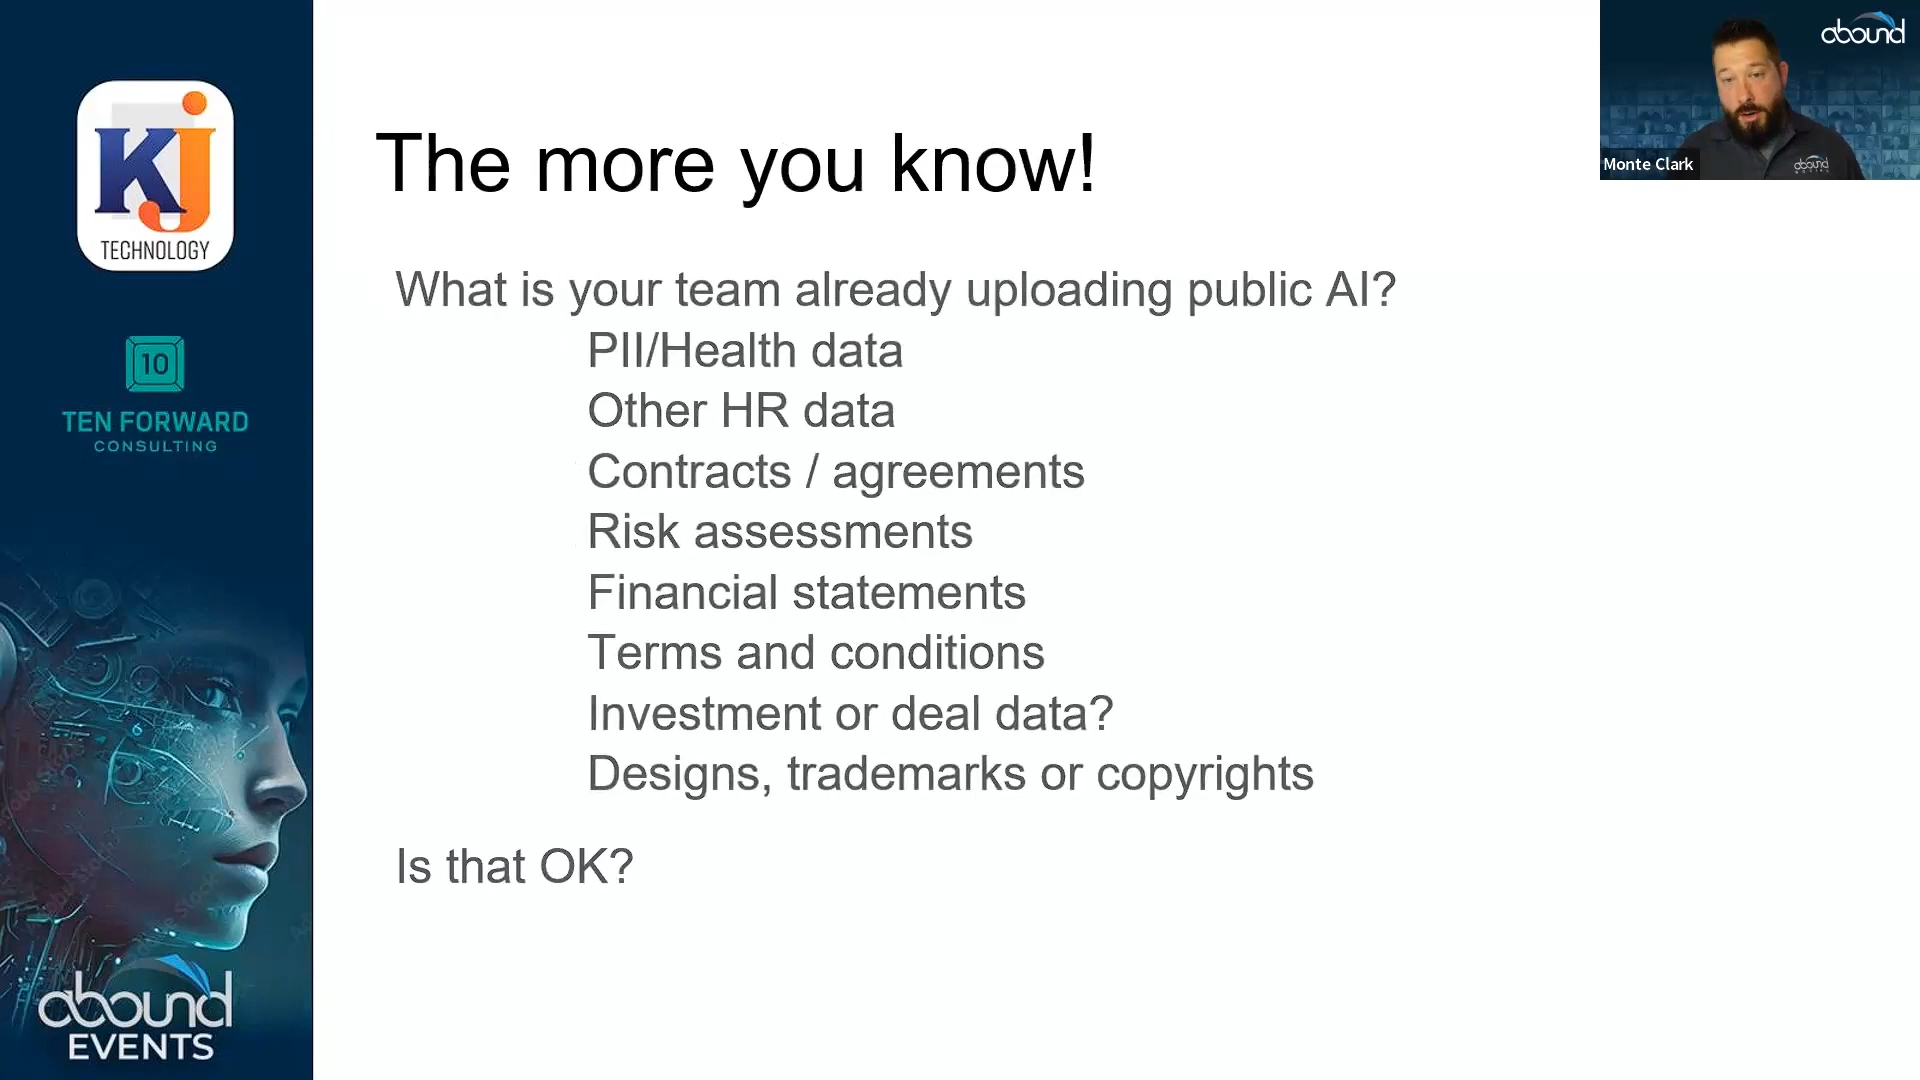 KJ
TECHNOLOGY
10
TEN FORWARD
CONSULTING
abound
EVENTS
The more you know!
What is your team already uploading public AI?
PII/Health data
Other HR data
Contracts / agreements
Risk assessments
Financial statements
Terms and conditions
Investment or deal data?
Designs, trademarks or copyrights
Is that OK?
abound
abound
Monte Clark